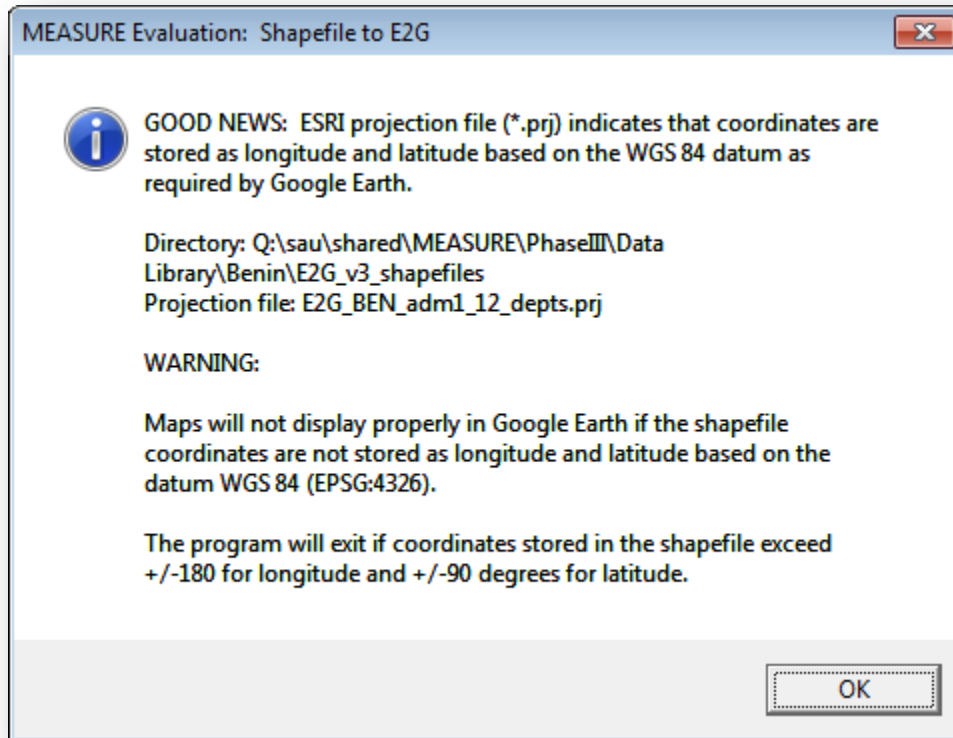 MEASURE Evaluation: Shapefile to E2G
GOOD NEWS: ESRI projection file (*.prj) indicates that coordinates are
stored as longitude and latitude based on the WGS 84 datum as
required by Google Earth.
Directory: Q:\sau\shared\MEASURE\PhaseIII\Data
Library\Benin\E2G_v3_shapefiles
Projection file: E2G_BEN_adm1_12_depts.prj
WARNING:
Maps will not display properly in Google Earth if the shapefile
coordinates are not stored as longitude and latitude based on the
datum WGS 84 (EPSG:4326).
The program will exit if coordinates stored in the shapefile exceed
+/-180 for longitude and +/-90 degrees for latitude.
OK